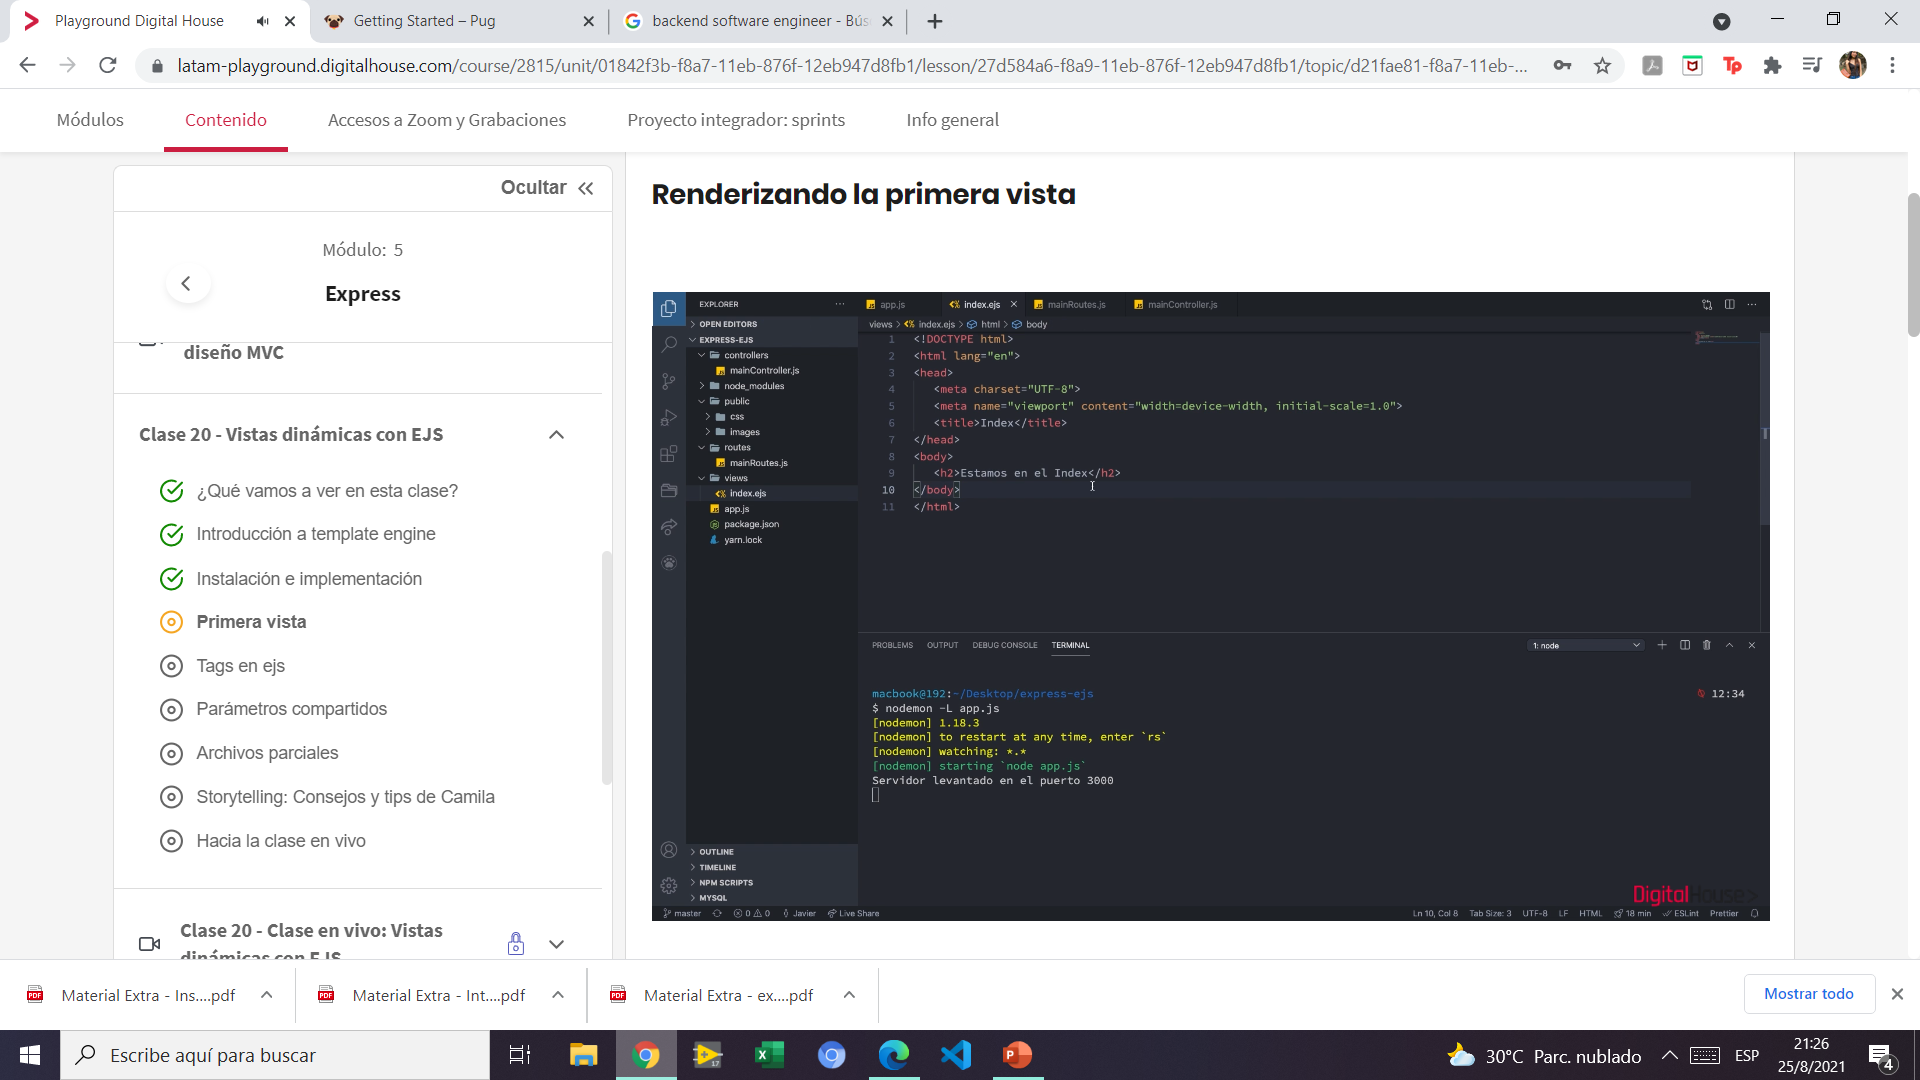 Playground Digital House
Getting Started – Pug
backend software engineer - Bús
latam-playground.digitalhouse.com/course/2815/unit/01842f3b-f8a7-11eb-876f-12eb947d8fb1/lesson/27d584a6-f8a9-11eb-876f-12eb947d8fb1/topic/d21fae81-f8a7-11eb-...
Módulos
Contenido
Accesos a Zoom y Grabaciones
Proyecto integrador: sprints
Info general
Ocultar
Módulo: 5
Express
diseño MVC
Clase 20 - Vistas dinámicas con EJS
¿Qué vamos a ver en esta clase?
Introducción a template engine
Instalación e implementación
Primera vista
Tags en ejs
Parámetros compartidos
Archivos parciales
Storytelling: Consejos y tips de Camila
Hacia la clase en vivo
Clase 20 - Clase en vivo: Vistas
dinámicas con EJS
Renderizando la primera vista
EXPLORER
OPEN EDITORS
EXPRESS-EJS
controllers
mainController.js
node_modules
public
css
images
routes
mainRoutes.js
views
index.ejs
app.js
package.json
yarn.lock
OUTLINE
TIMELINE
NPM SCRIPTS
MYSQL
app.js
index.ejs
mainRoutes.js
mainController.js
views > index.ejs > html > body
1 <!DOCTYPE html>
2 <html lang="en">
3 <head>
4 <meta charset="UTF-8">
5 <meta name="viewport" content="width=device-width, initial-scale=1.0">
6 <title>Index</title>
7 </head>
8 <body>
9 <h2>Estamos en el Index</h2>
10 </body>
11 </html>
PROBLEMS OUTPUT DEBUG CONSOLE TERMINAL
1: node
macbook@192:~/Desktop/express-ejs
12:34
$ nodemon -L app.js
[nodemon] 1.18.3
[nodemon] to restart at any time, enter `rs`
[nodemon] watching: *.*
[nodemon] starting `node app.js`
Servidor levantado en el puerto 3000
DigitalHouse>
master 0 0 Javier Live Share
Ln 10, Col 8 Tab Size: 3 UTF-8 LF HTML 18 min ESLint Prettier
Material Extra - Ins....pdf
Material Extra - Int....pdf
Material Extra - ex....pdf
Mostrar todo
Escribe aquí para buscar
30°C Parc. nublado
ESP
21:26
25/8/2021
4